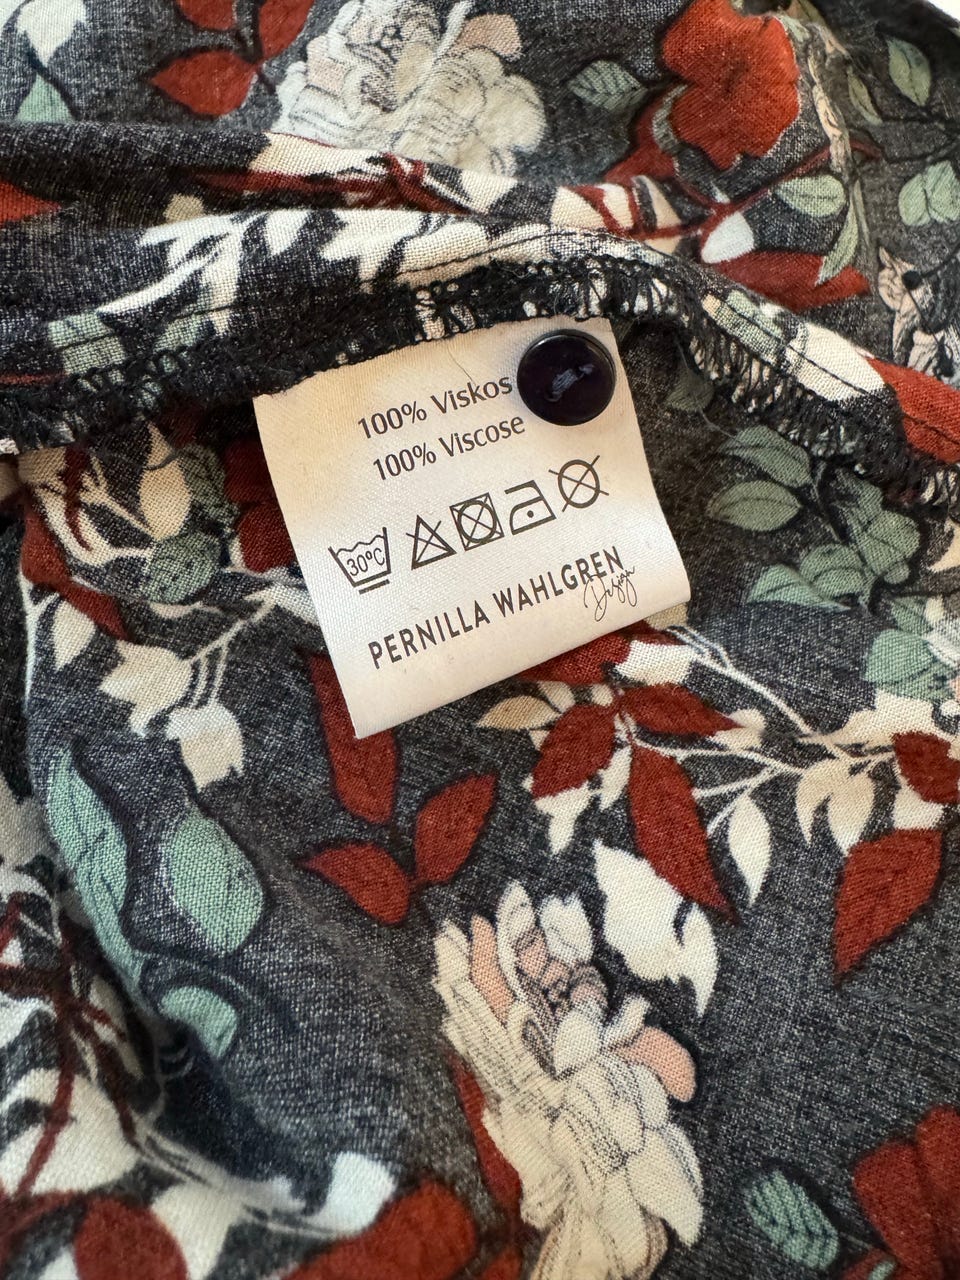 100% Viskos
100% Viscose
30°C
PERNILLA WAHLGREN
Design